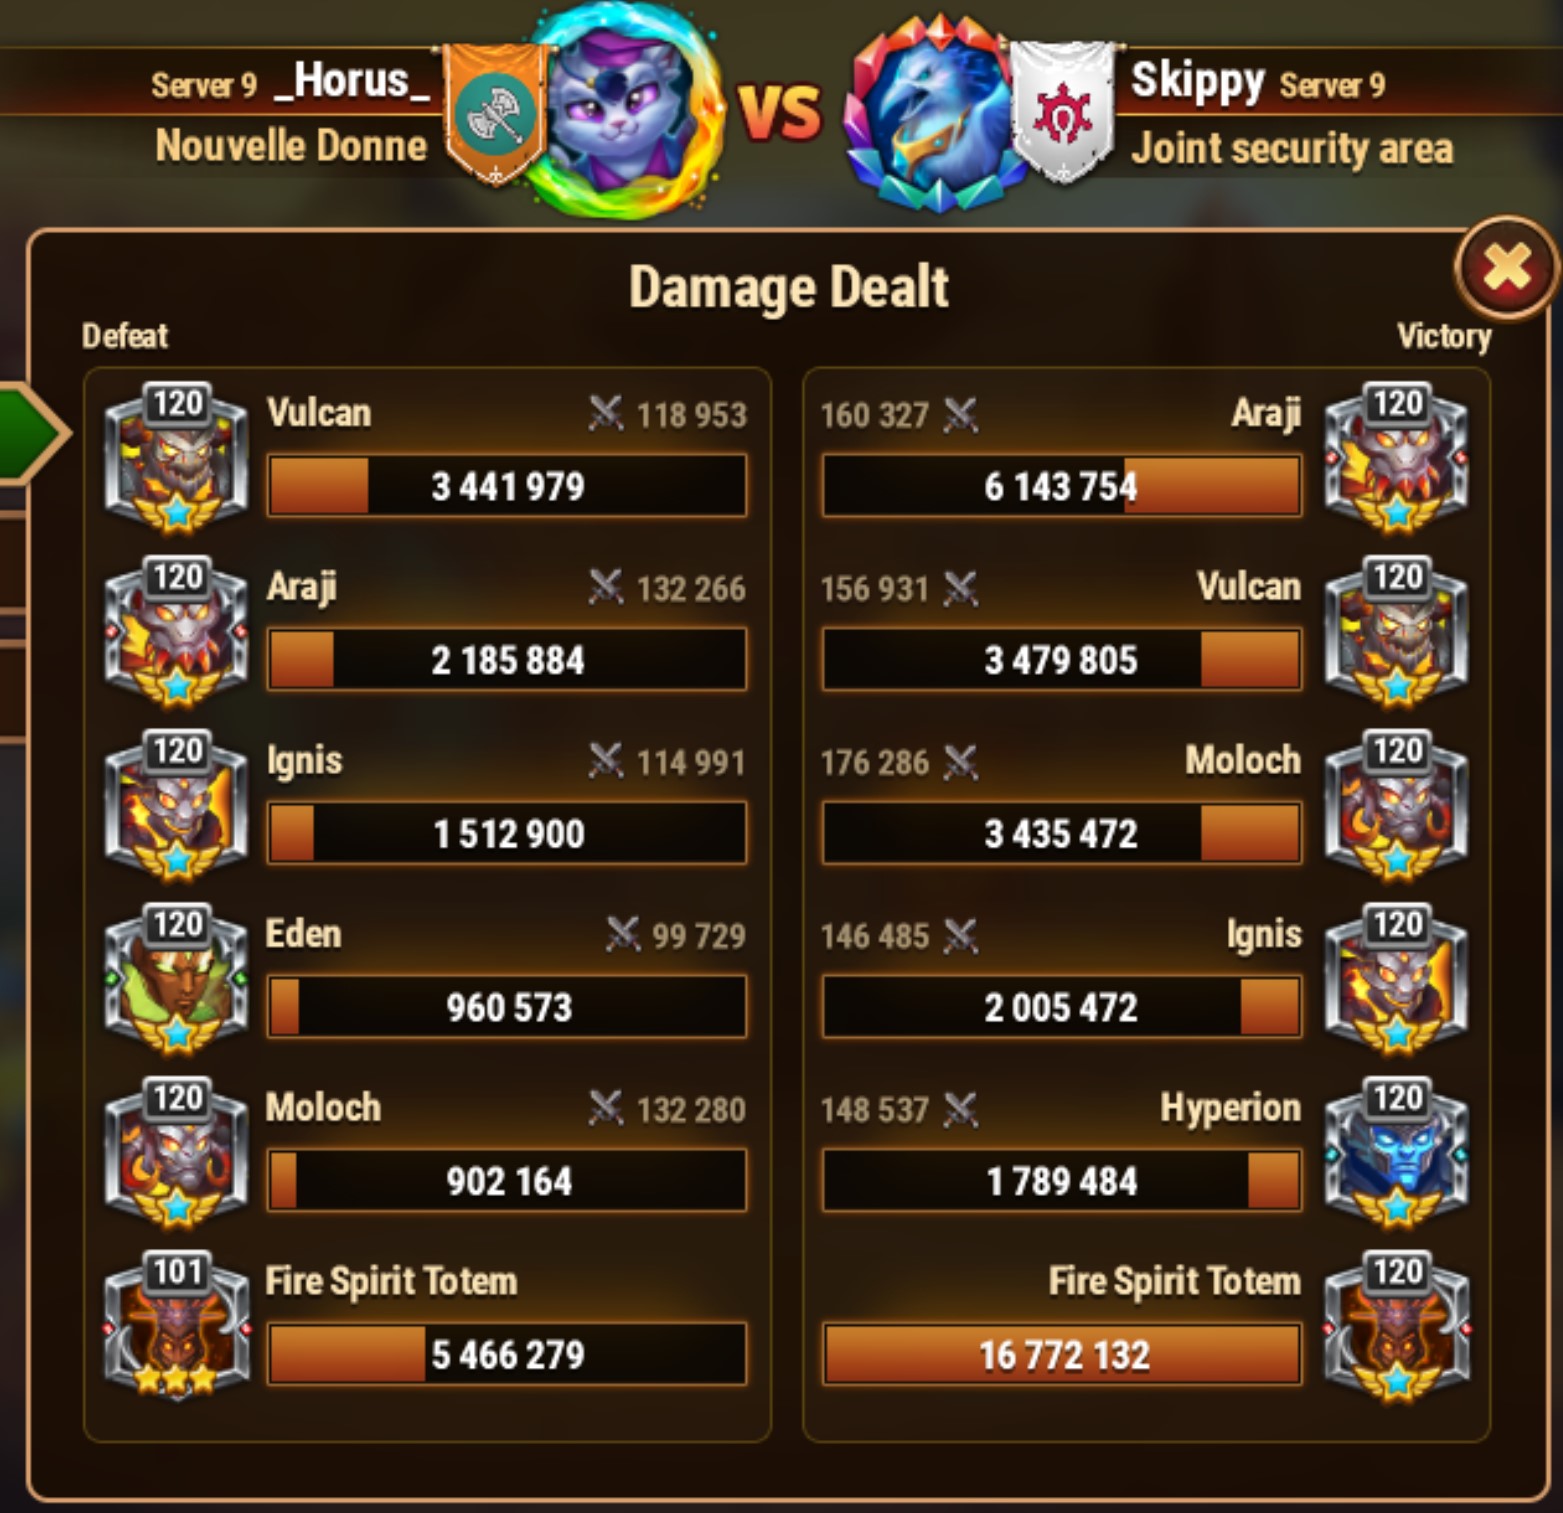 Server 9 _Horus_
Nouvelle Donne
VS
Skippy Server 9
Joint security area
Damage Dealt
Defeat
Victory
120 Vulcan 118 953
3 441 979
160 327 Araji 120
6 143 754
120 Araji 132 266
2 185 884
156 931 Vulcan 120
3 479 805
120 Ignis 114 991
1 512 900
176 286 Moloch 120
3 435 472
120 Eden 99 729
960 573
146 485 Ignis 120
2 005 472
120 Moloch 132 280
902 164
148 537 Hyperion 120
1 789 484
101 Fire Spirit Totem
5 466 279
Fire Spirit Totem 120
16 772 132